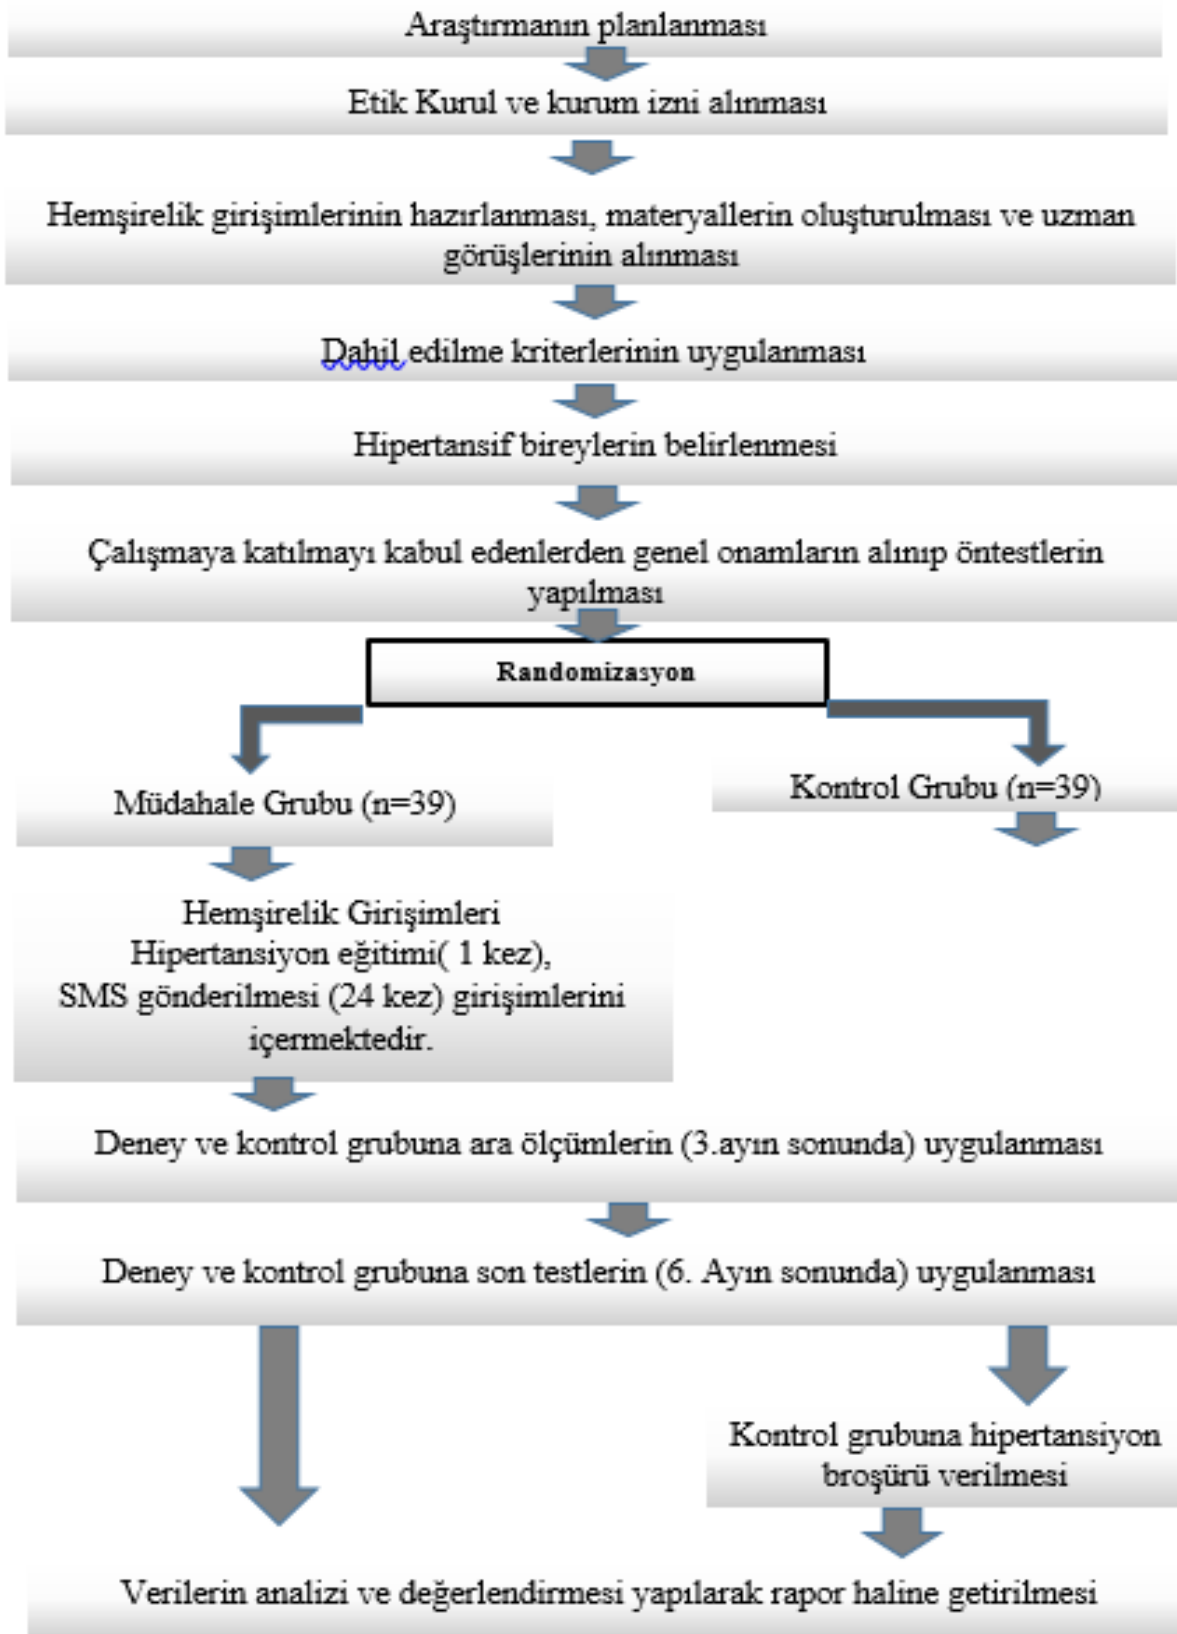 Araştırmanın planlanması
Etik Kurul ve kurum izni alınması
Hemşirelik girişimlerinin hazırlanması, materyallerin oluşturulması ve uzman
görüşlerinin alınması
Dahil edilme kriterlerinin uygulanması
Hipertansif bireylerin belirlenmesi
Çalışmaya katılmayı kabul edenlerden genel onamların alınıp öntestlerin
yapılması
Randomizasyon
Müdahale Grubu (n=39)
Kontrol Grubu (n=39)
Hemşirelik Girişimleri
Hipertansiyon eğitimi( 1 kez),
SMS gönderilmesi (24 kez) girişimlerini
içermektedir.
Deney ve kontrol grubuna ara ölçümlerin (3.ayın sonunda) uygulanması
Deney ve kontrol grubuna son testlerin (6. Ayın sonunda) uygulanması
Kontrol grubuna hipertansiyon
broşürü verilmesi
Verilerin analizi ve değerlendirmesi yapılarak rapor haline getirilmesi